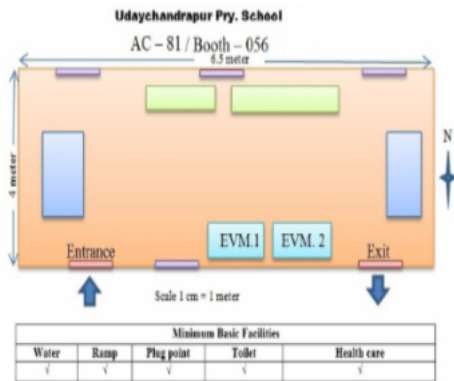 Udaychandrapur Pry. School
AC – 81 / Booth – 056
6.5 meter
4 meter
N
EVM.1 EVM. 2
Entrance Exit
Scale 1 cm = 1 meter
Minimum Basic Facilities
Water Ramp Plug point Toilet Health care
√ √ √ √ √